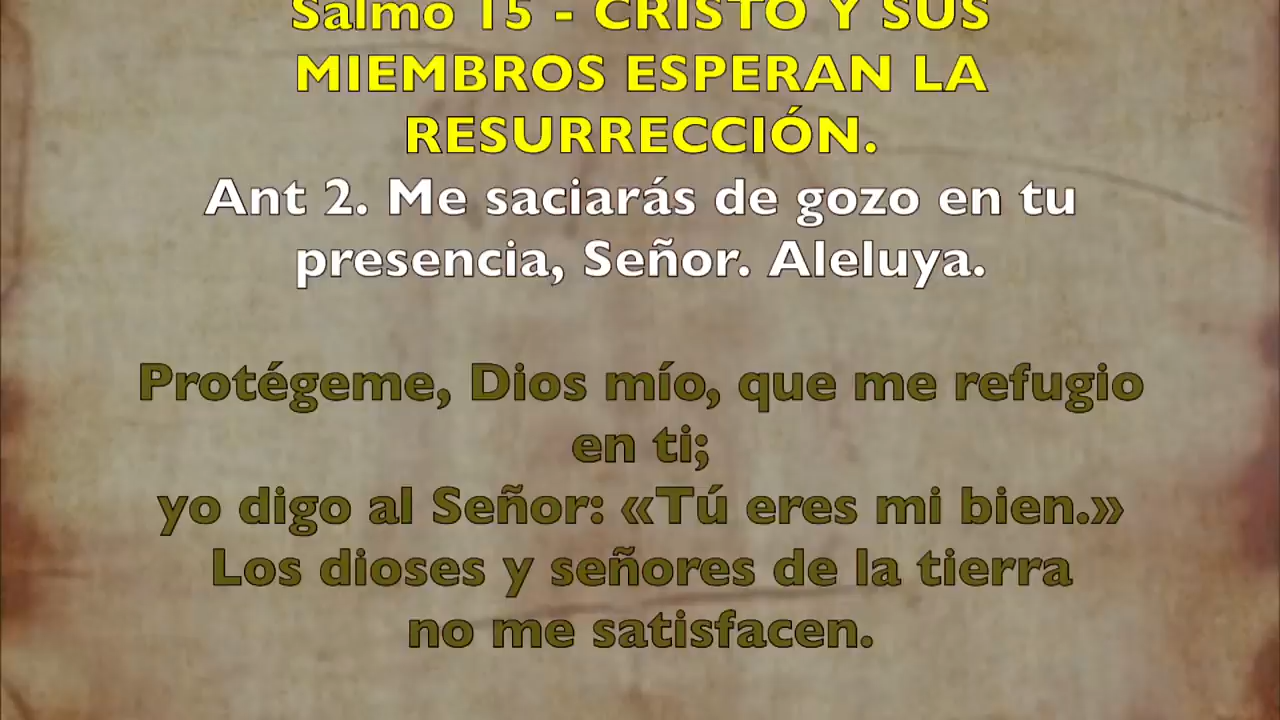 Salmo 15 - CRISTO Y SUS
MIEMBROS ESPERAN LA
RESURRECCIÓN.
Ant 2. Me saciarás de gozo en tu
presencia, Señor. Aleluya.
Protégeme, Dios mío, que me refugio
en ti;
yo digo al Señor: «Tú eres mi bien.»
Los dioses y señores de la tierra
no me satisfacen.